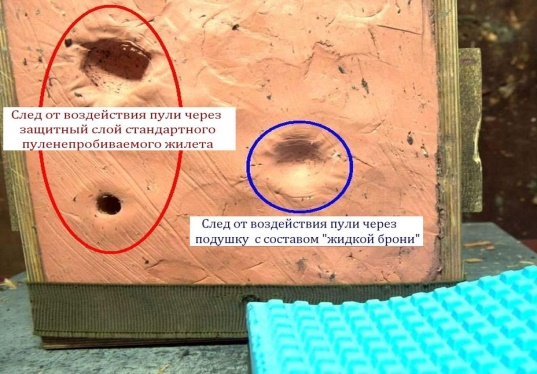 След от воздействия пули через
защитный слой стандартного
пуленепробиваемого жилета
След от воздействия пули через
подушку с составом "жидкой брони"